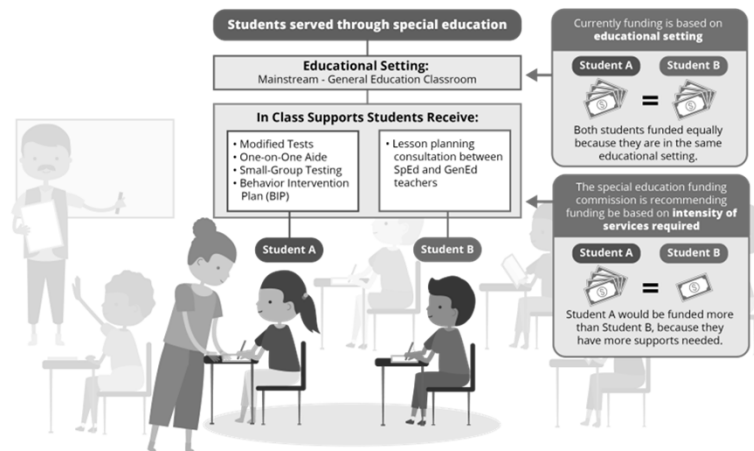 Students served through special education
Educational Setting:
Mainstream - General Education Classroom
In Class Supports Students Receive:
• Modified Tests
• One-on-One Aide
• Small-Group Testing
• Behavior Intervention
Plan (BIP)
• Lesson planning
consultation between
SpEd and GenEd
teachers
Student A
Student B
Currently funding is based on
educational setting
Student A
Student B
=
Both students funded equally
because they are in the same
educational setting.
The special education funding
commission is recommending
funding be based on intensity of
services required
Student A
Student B
=
Student A would be funded more
than Student B, because they
have more supports needed.